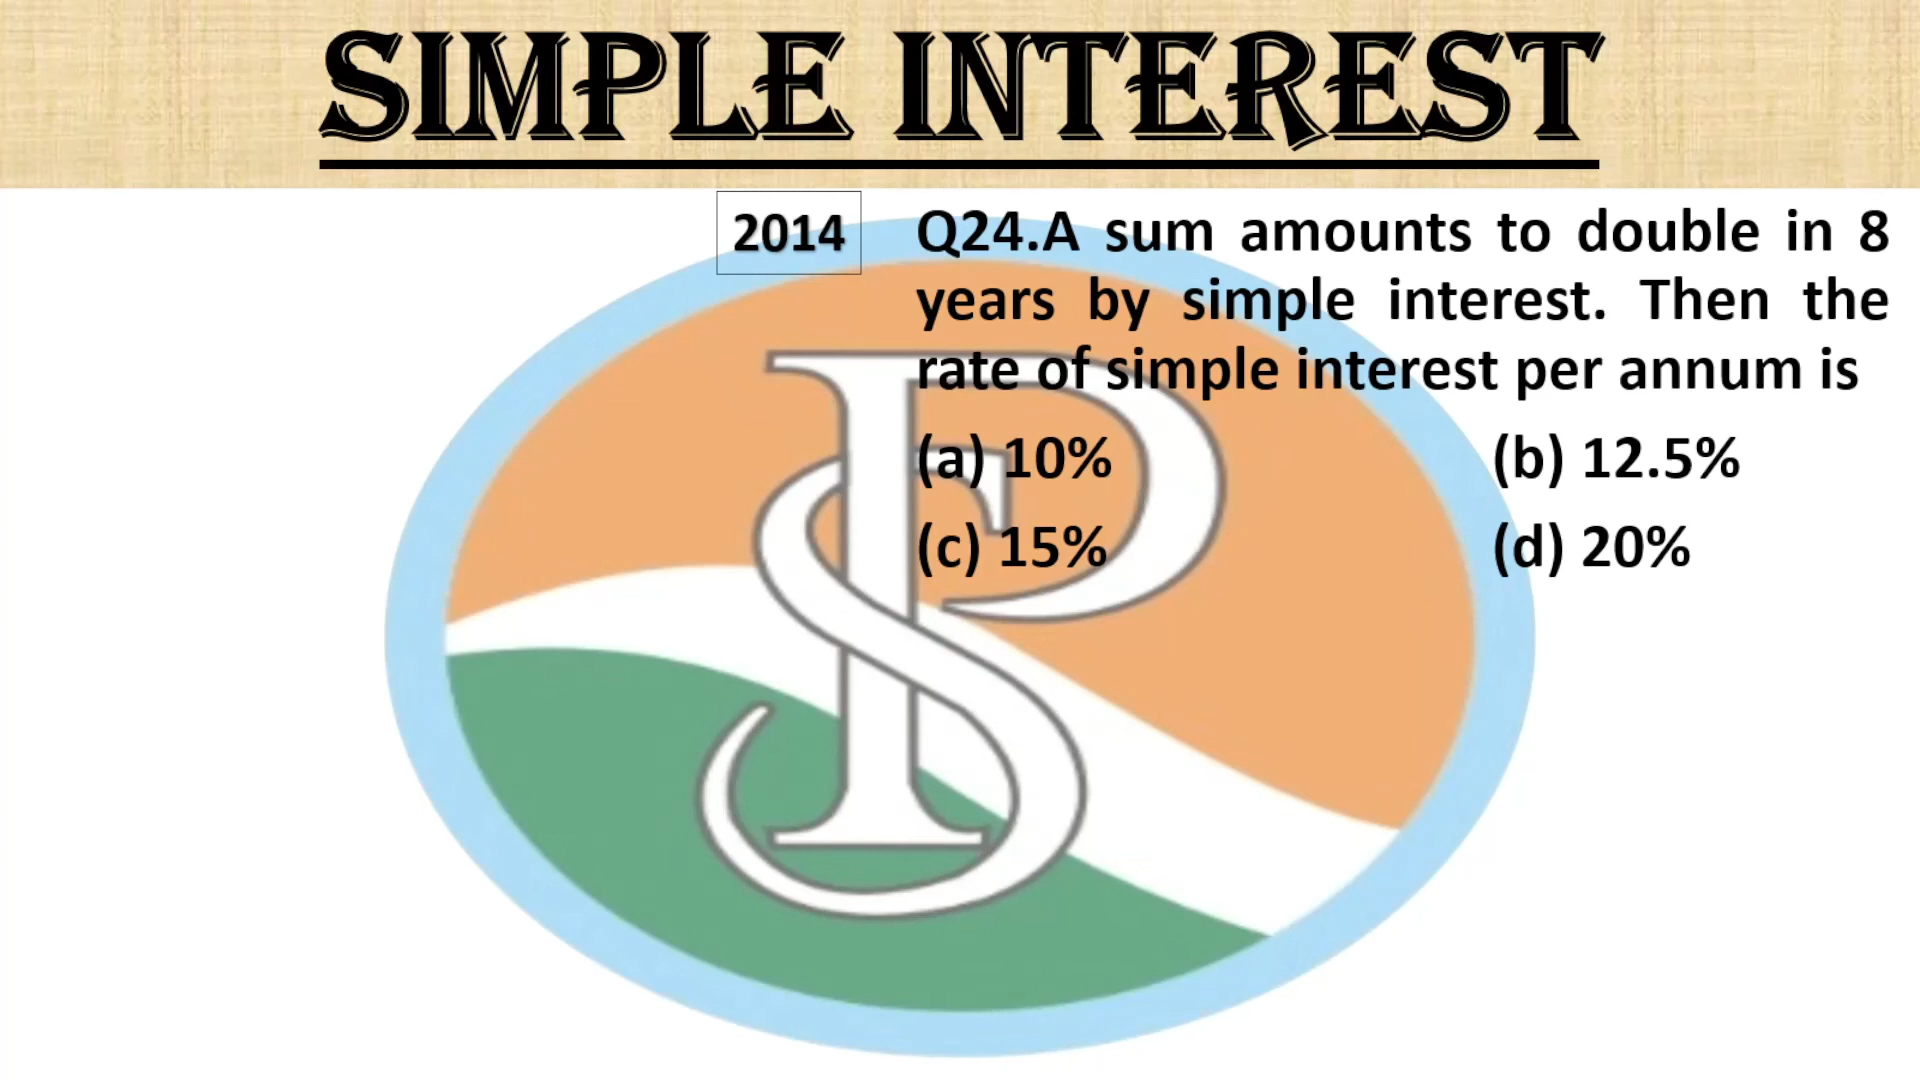 SIMPLE INTEREST
2014
Q24.A sum amounts to double in 8
years by simple interest. Then the
rate of simple interest per annum is
(a) 10% (b) 12.5%
(c) 15% (d) 20%